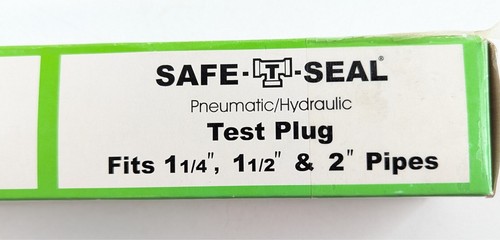 SAFE-T-SEAL®
Pneumatic/Hydraulic
Test Plug
Fits 1 1/4", 1 1/2" & 2" Pipes